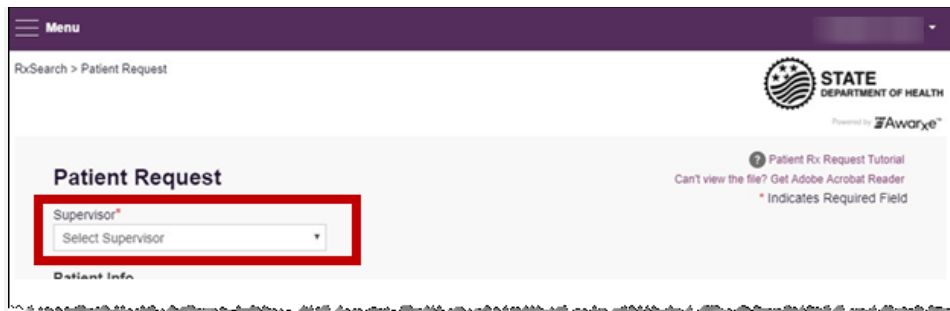 Menu
RxSearch > Patient Request
STATE
DEPARTMENT OF HEALTH
Powered by Awarxe™
Patient Rx Request Tutorial
Can't view the file? Get Adobe Acrobat Reader
* Indicates Required Field
Patient Request
Supervisor*
Select Supervisor
Patient Info